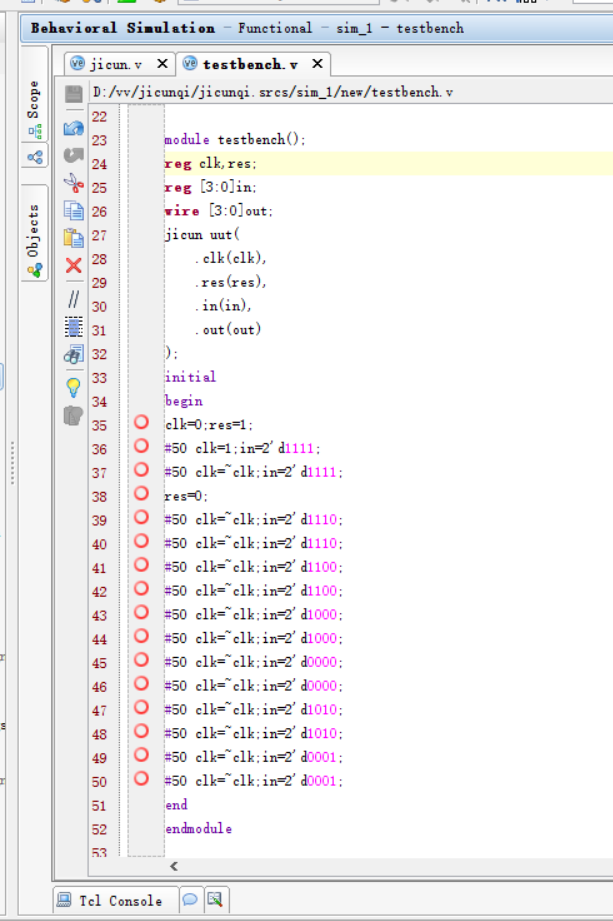 Behavioral Simulation - Functional - sim_1 - testbench
jicun.v × testbench.v ×
Scope
Objects
D:/vv/jicunqi/jicunqi.srcs/sim_1/new/testbench.v
22
23 module testbench();
24 reg clk,res;
25 reg [3:0]in;
26 wire [3:0]out;
27 jicun uut(
28 .clk(clk),
29 .res(res),
30 .in(in),
31 .out(out)
32 );
33 initial
34 begin
35 clk=0;res=1;
36 #50 clk=1;in=2'd1111;
37 #50 clk=~clk;in=2'd1111;
38 res=0;
39 #50 clk=~clk;in=2'd1110;
40 #50 clk=~clk;in=2'd1110;
41 #50 clk=~clk;in=2'd1100;
42 #50 clk=~clk;in=2'd1100;
43 #50 clk=~clk;in=2'd1000;
44 #50 clk=~clk;in=2'd1000;
45 #50 clk=~clk;in=2'd0000;
46 #50 clk=~clk;in=2'd0000;
47 #50 clk=~clk;in=2'd1010;
48 #50 clk=~clk;in=2'd1010;
49 #50 clk=~clk;in=2'd0001;
50 #50 clk=~clk;in=2'd0001;
51 end
52 endmodule
53
Tcl Console